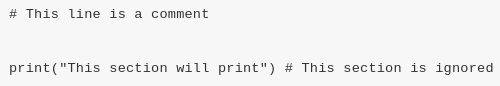 # This line is a comment
print("This section will print") # This section is ignored